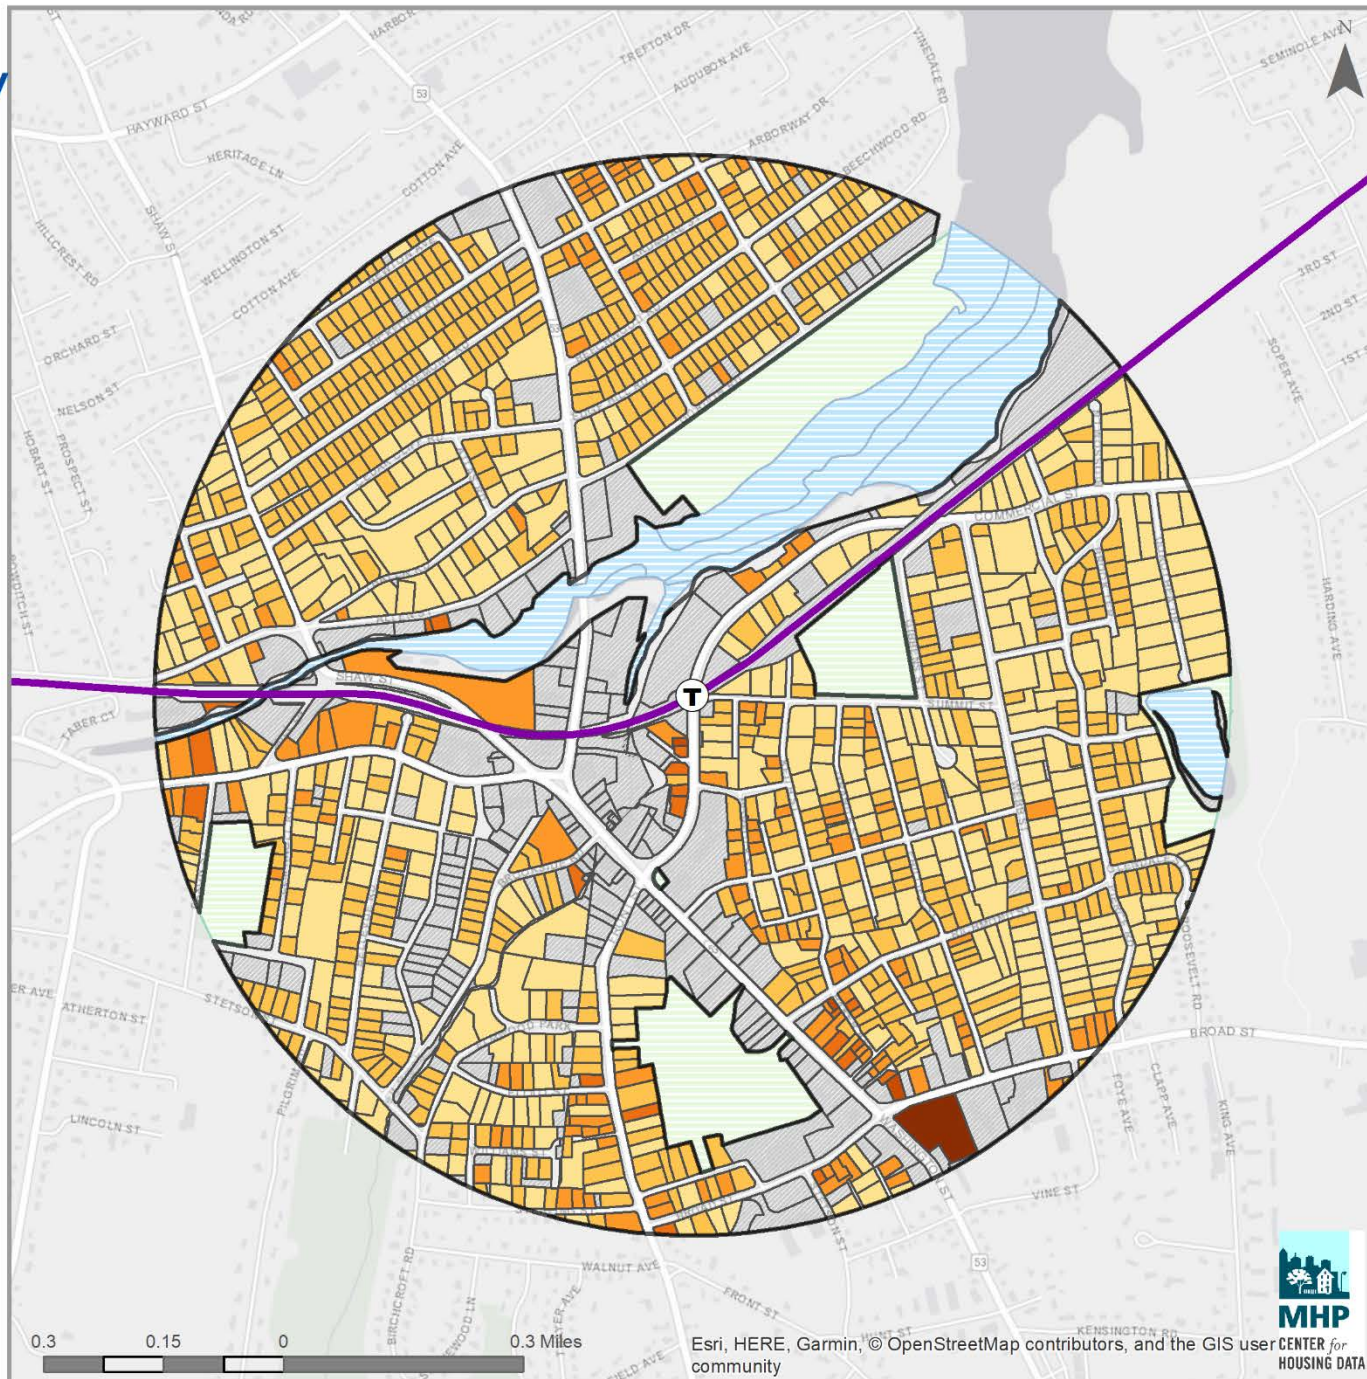 N
SEMINOLE AVE
TREFTON DR
AUDUBON AVE
VINEDALE RD
53
HAYWARD ST
ARBORWAY DR
BEECHWOOD RD
HERITAGE LN
COTTON AVE
SHAW ST
HILLCREST RD
WELLINGTON ST
3RD ST
COTTON AVE
2ND ST
ORCHARD ST
SOPER AVE
NELSON ST
HOBART ST
PROSPECT ST
COMMERCIAL ST
HARDING AVE
SHAW ST
T
SUMMIT ST
TABER CT
ROOSEVELT RD
ATHERTON ST
BROAD ST
PILGRIM
FOYE AVE
CLAPP AVE
KING AVE
LINCOLN ST
WASHINGTON ST
VINE ST
WALNUT AVE
53
BIRCHCROFT RD
FRONT ST
HUNT ST
KENSINGTON RD
MHP
CENTER for
HOUSING DATA
0.3 0.15 0 0.3 Miles
Esri, HERE, Garmin, © OpenStreetMap contributors, and the GIS user
community